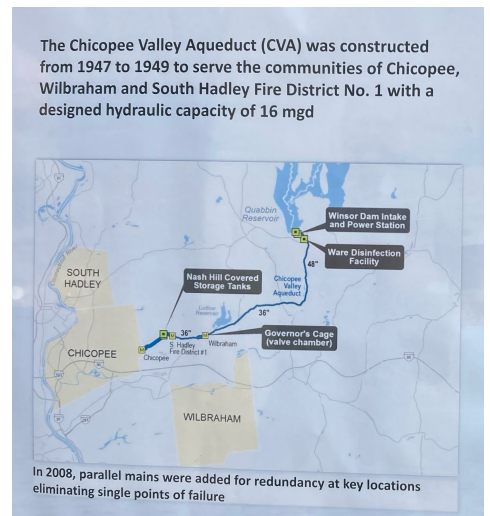 The Chicopee Valley Aqueduct (CVA) was constructed
from 1947 to 1949 to serve the communities of Chicopee,
Wilbraham and South Hadley Fire District No. 1 with a
designed hydraulic capacity of 16 mgd
Quabbin
Reservoir
Winsor Dam Intake
and Power Station
Ware Disinfection
Facility
48"
SOUTH
HADLEY
Nash Hill Covered
Storage Tanks
Chicopee
Valley
Aqueduct
Ludlow
Reservoir
36"
36"
Governor's Cage
(valve chamber)
CHICOPEE
S. Hadley
Fire District #1
Wilbraham
Chicopee
WILBRAHAM
In 2008, parallel mains were added for redundancy at key locations
eliminating single points of failure